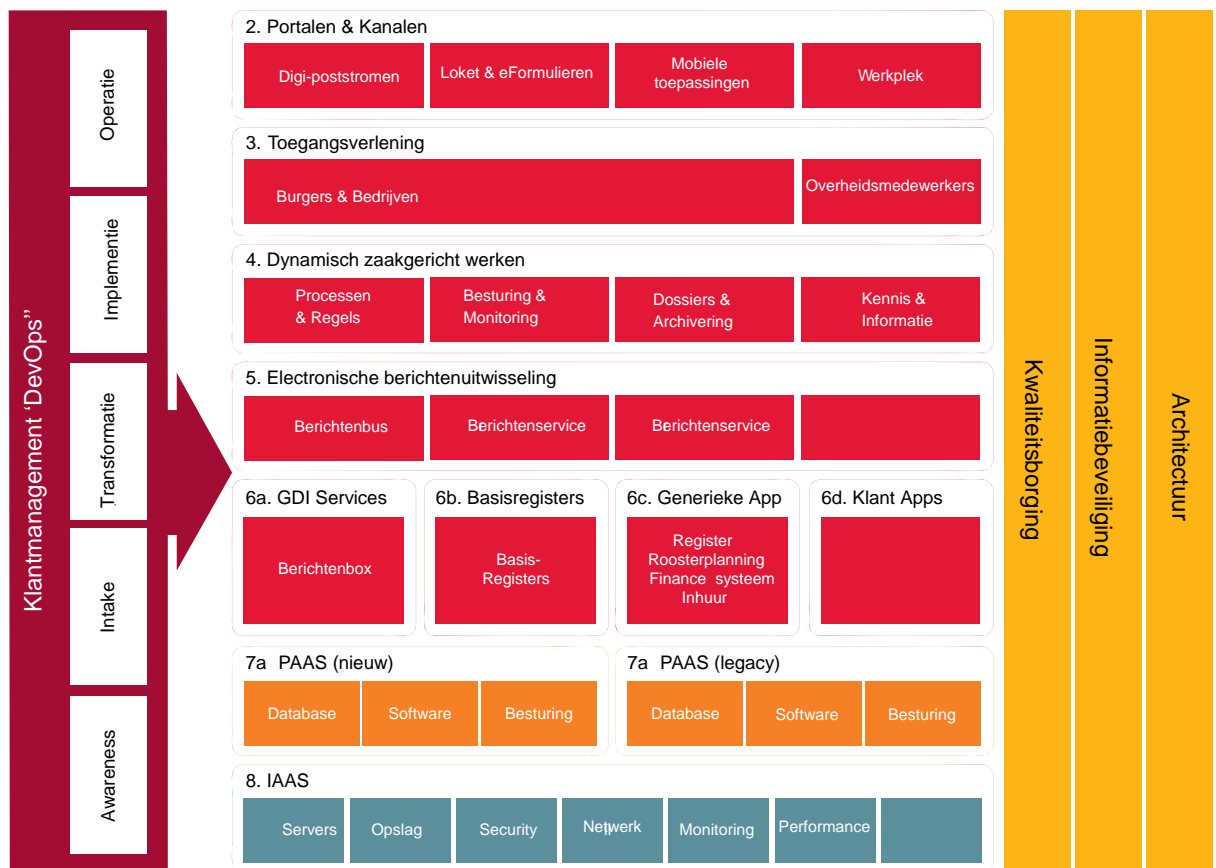 Klantmanagement ‘DevOps”
Operatie
Implementie
Transformatie
Intake
Awareness
2. Portalen & Kanalen
Digi-poststromen
Loket & eFormulieren
Mobiele
toepassingen
Werkplek
3. Toegangsverlening
Burgers & Bedrijven
Overheidsmedewerkers
4. Dynamisch zaakgericht werken
Processen
& Regels
Besturing &
Monitoring
Dossiers &
Archivering
Kennis &
Informatie
5. Electronische berichtenuitwisseling
Berichtenbus
Berichtenservice
Berichtenservice
6a. GDI Services
Berichtenbox
6b. Basisregisters
Basis-
Registers
6c. Generieke App
Register
Roosterplanning
Finance systeem
Inhuur
6d. Klant Apps
7a PAAS (nieuw)
Database
Software
Besturing
7a PAAS (legacy)
Database
Software
Besturing
8. IAAS
Servers
Opslag
Security
Netwerk
Monitoring
Performance
Kwaliteitsborging
Informatiebeveiliging
Architectuur